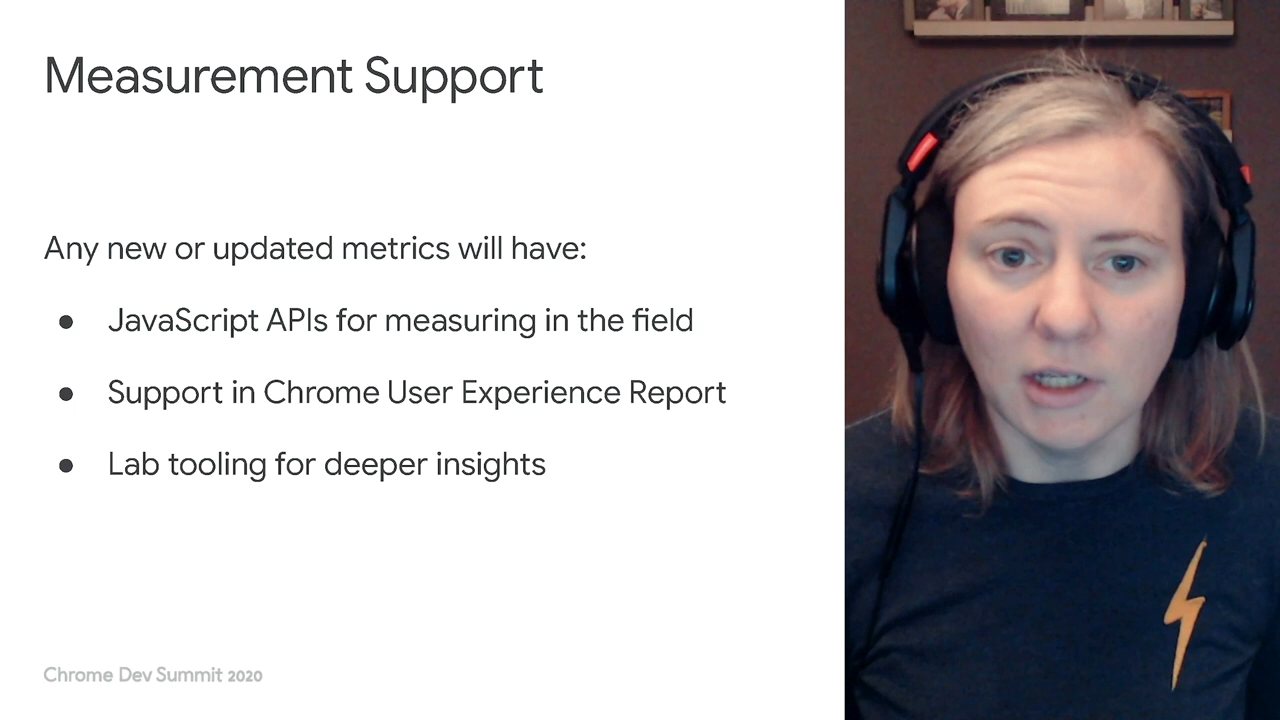 Measurement Support
Any new or updated metrics will have:
● JavaScript APIs for measuring in the field
● Support in Chrome User Experience Report
● Lab tooling for deeper insights
Chrome Dev Summit 2020